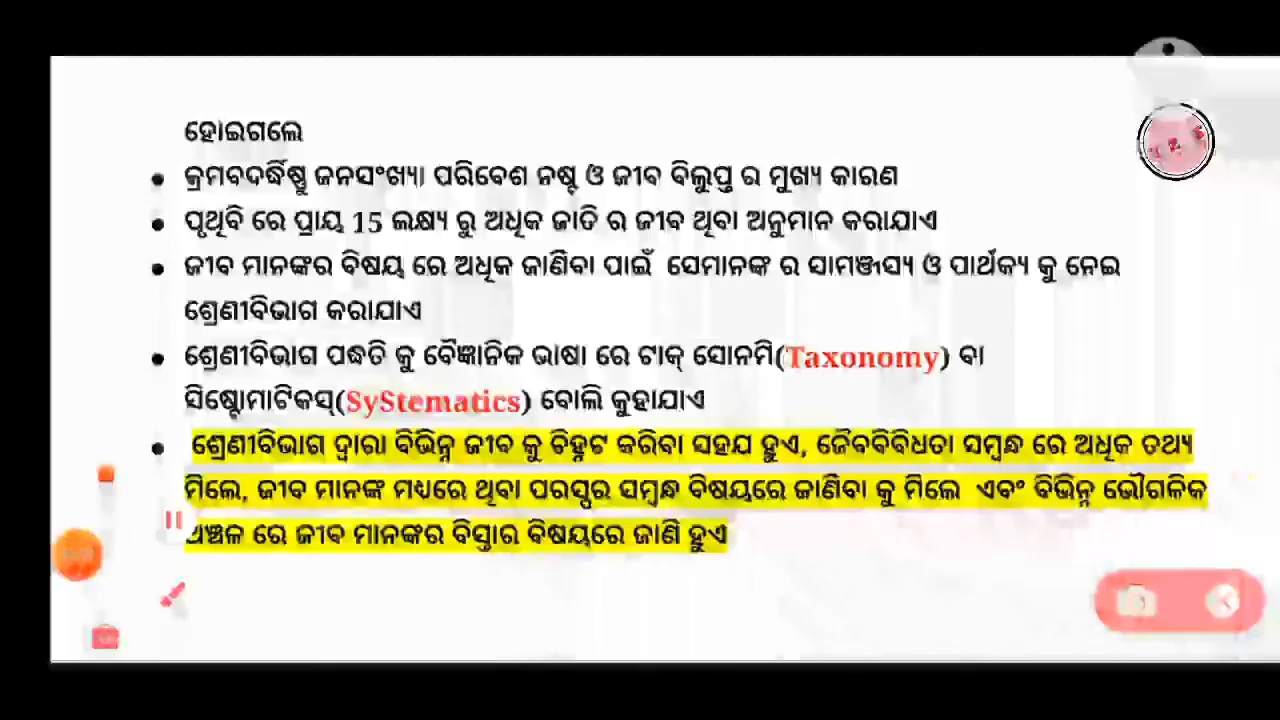 ହୋଇଗଲେ
କ୍ରମବଦର୍ଦ୍ଧିଷ୍ଣୁ ଜନସଂଖ୍ୟା ପରିବେଶ ନଷ୍ଟ ଓ ଜୀବ ବିଲୁପ୍ତ ର ମୁଖ୍ୟ କାରଣ
ପୃଥିବି ରେ ପ୍ରାୟ 15 ଲକ୍ଷ୍ୟ ରୁ ଅଧିକ ଜାତି ର ଜୀବ ଥିବା ଅନୁମାନ କରାଯାଏ
ଜୀବ ମାନଙ୍କର ବିଷୟ ରେ ଅଧିକ ଜାଣିବା ପାଇଁ ସେମାନଙ୍କ ର ସାମଞ୍ଜସ୍ୟ ଓ ପାର୍ଥକ୍ୟ କୁ ନେଇ
ଶ୍ରେଣୀବିଭାଗ କରାଯାଏ
ଶ୍ରେଣୀବିଭାଗ ପଦ୍ଧତି କୁ ବୈଜ୍ଞାନିକ ଭାଷା ରେ ଟାକ୍ ସୋନମି(Taxonomy) ବା
ସିଷ୍ଟୋମାଟିକସ୍(SyStematics) ବୋଲି କୁହାଯାଏ
ଶ୍ରେଣୀବିଭାଗ ଦ୍ୱାରା ବିଭିନ୍ନ ଜୀବ କୁ ଚିହ୍ନଟ କରିବା ସହଯ ହୁଏ, ଜୈବବିବିଧତା ସମ୍ବନ୍ଧ ରେ ଅଧିକ ତଥ୍ୟ
ମିଲେ, ଜୀବ ମାନଙ୍କ ମଧ୍ୟରେ ଥିବା ପରସ୍ପର ସମ୍ବନ୍ଧ ବିଷୟରେ ଜାଣିବା କୁ ମିଲେ ଏବଂ ବିଭିନ୍ନ ଭୌଗଳିକ
ଅଞ୍ଚଳ ରେ ଜୀବ ମାନଙ୍କର ବିସ୍ତାର ବିଷୟରେ ଜାଣି ହୁଏ